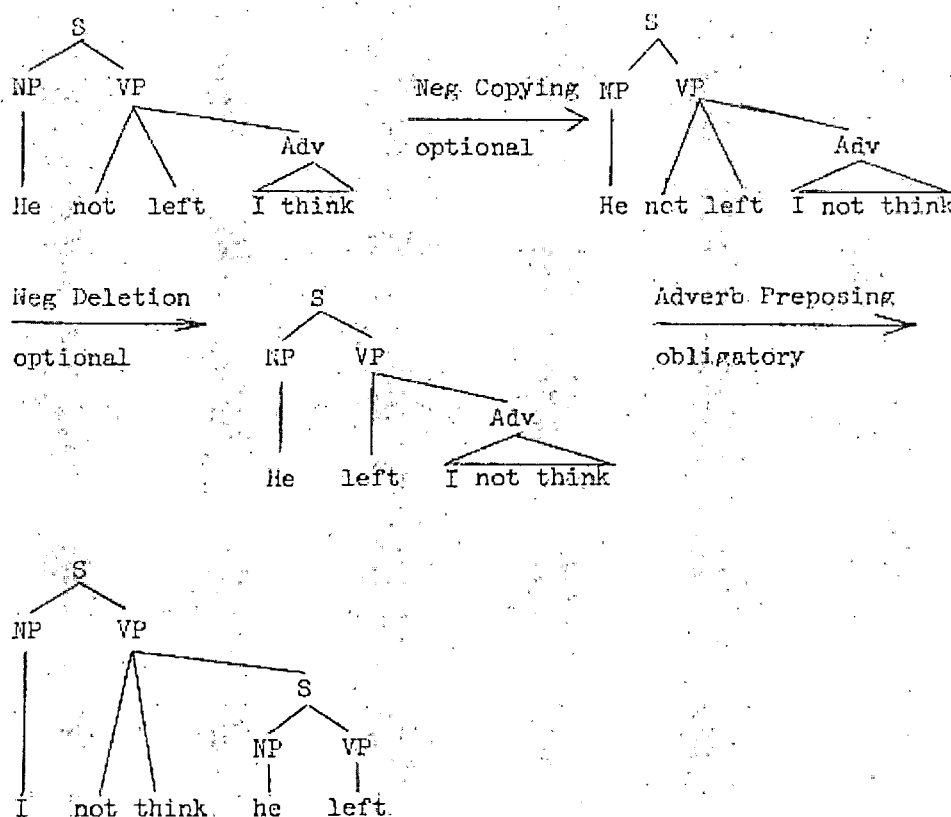 S
NP VP
Adv
He not left I think
Neg Copying
optional
S
NP VP
Adv
He not left I not think
Neg Deletion
optional
S
NP VP
Adv
He left I not think
Adverb Preposing
obligatory
S
NP VP
S
NP VP
I not think he left